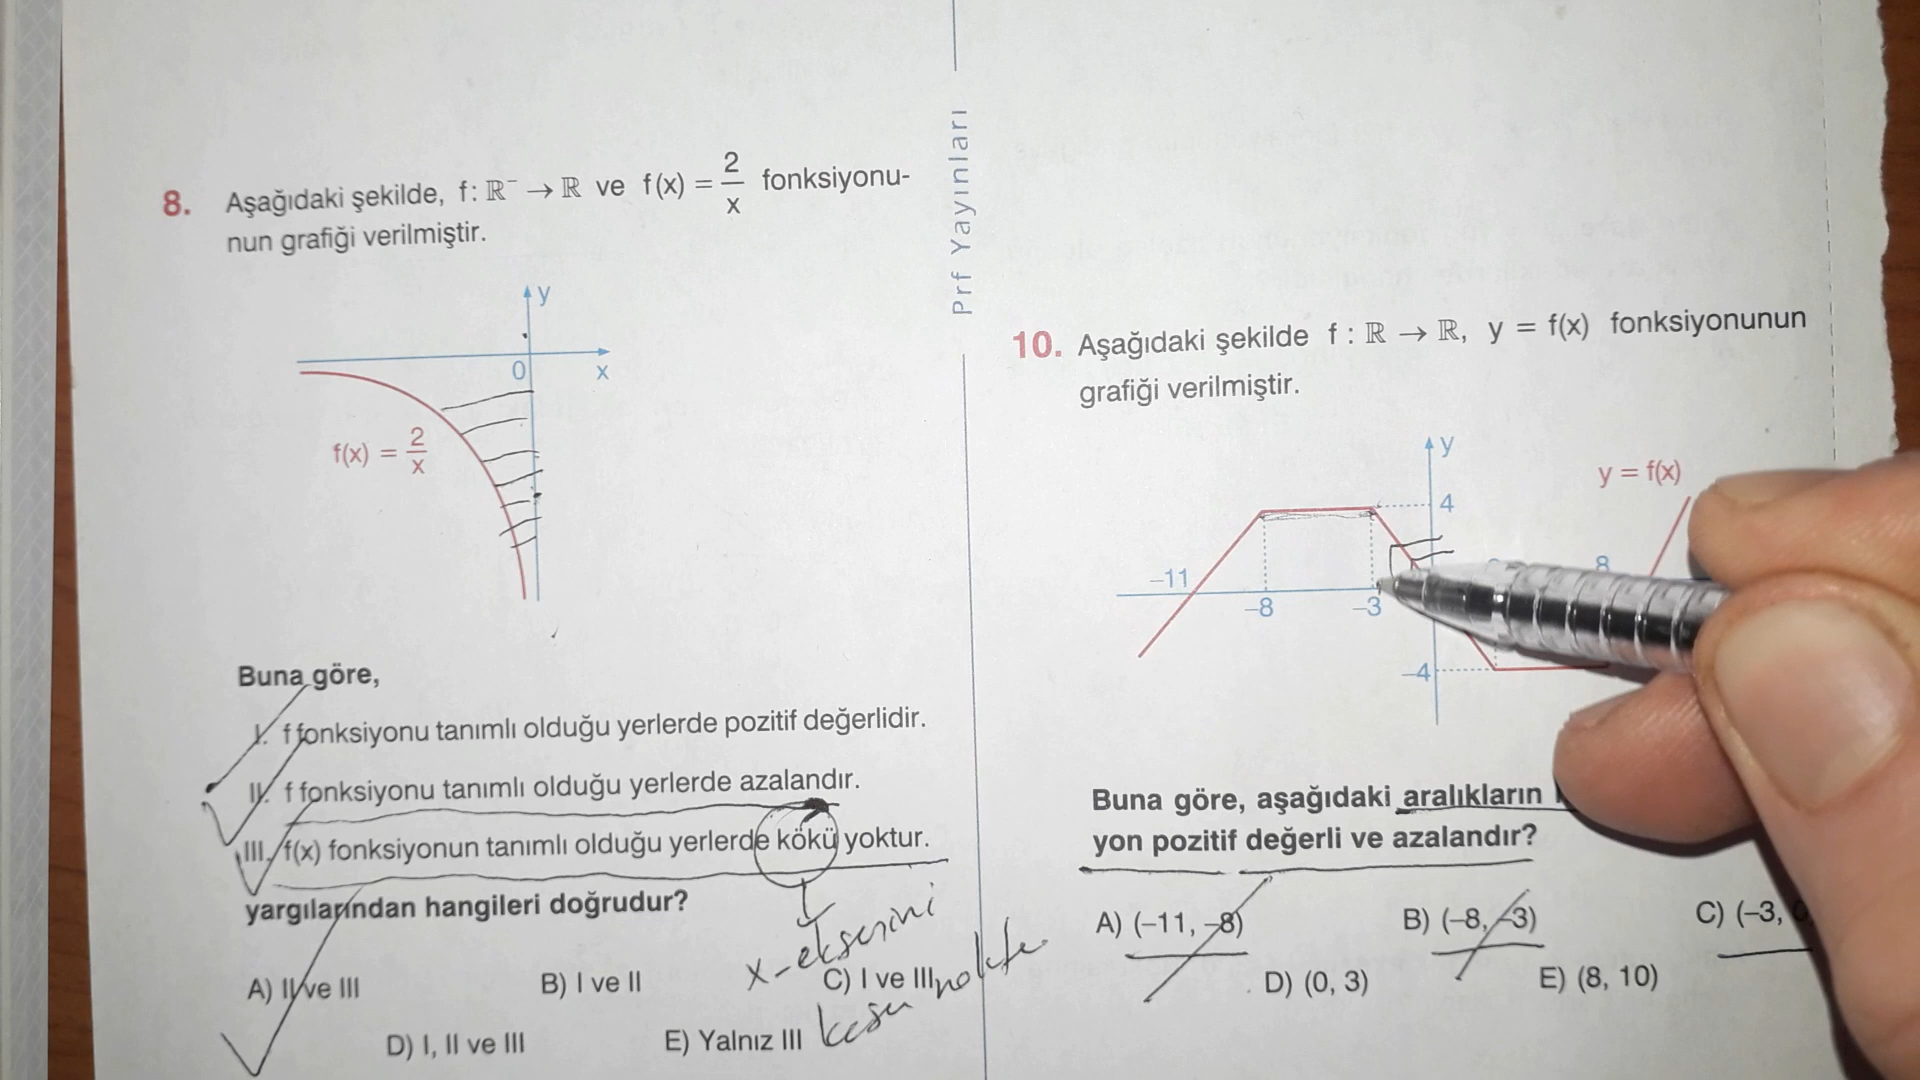 8. Aşağıdaki şekilde, f: ℝ⁻ → ℝ ve f(x) = 2/x fonksiyonu-
nun grafiği verilmiştir.
y
0
x
f(x) = 2/x
Buna göre,
I. f fonksiyonu tanımlı olduğu yerlerde pozitif değerlidir.
II. f fonksiyonu tanımlı olduğu yerlerde azalandır.
III. f(x) fonksiyonun tanımlı olduğu yerlerde kökü yoktur.
yargılarından hangileri doğrudur?
x-eksenini
nokta
A) II ve III
B) I ve II
C) I ve III
D) I, II ve III
E) Yalnız III
Prf Yayınları
10. Aşağıdaki şekilde f : ℝ → ℝ, y = f(x) fonksiyonunun
grafiği verilmiştir.
y
y = f(x)
4
–11
8
–8
–3
–4
Buna göre, aşağıdaki aralıkların
yon pozitif değerli ve azalandır?
A) (–11, –8)
B) (–8, –3)
C) (–3,
D) (0, 3)
E) (8, 10)